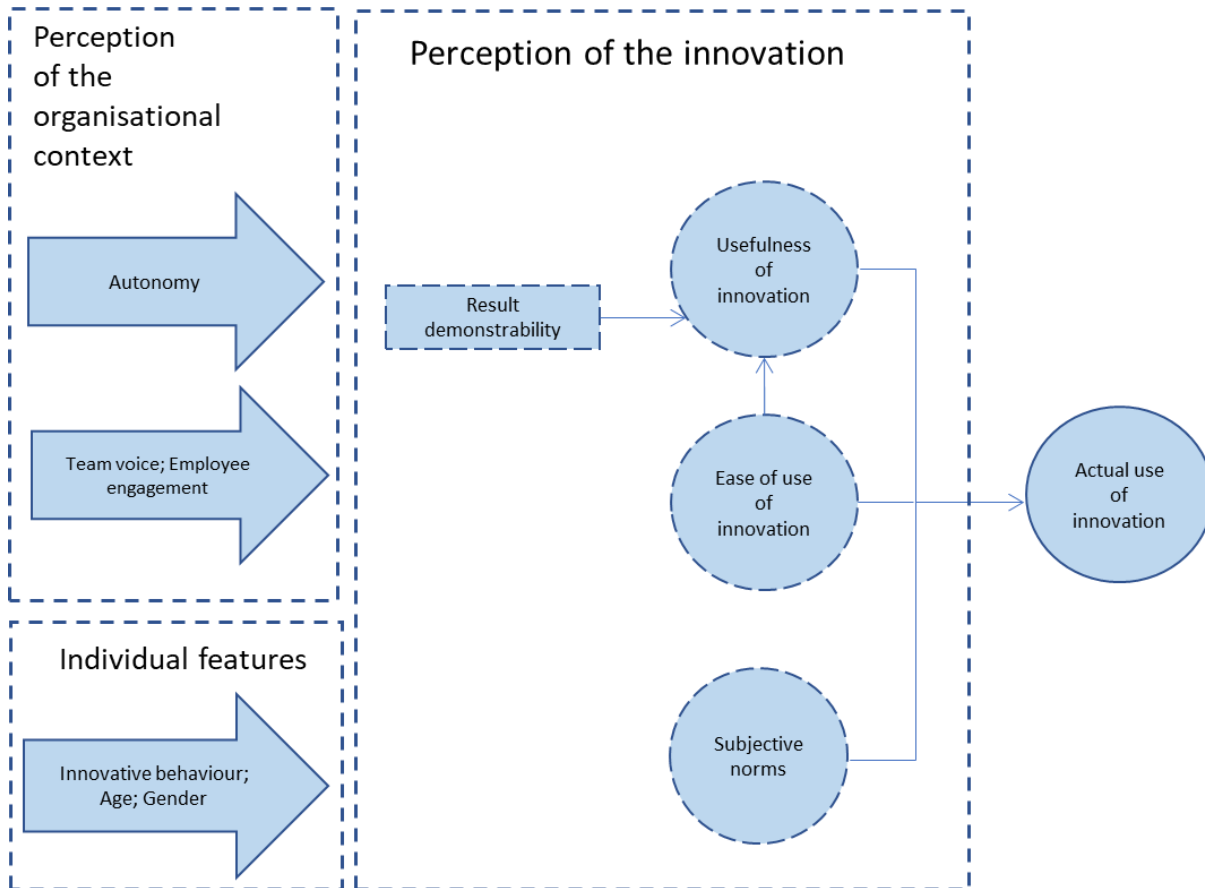 Perception
of the
organisational
context
Autonomy
Team voice; Employee
engagement
Individual features
Innovative behaviour;
Age; Gender
Perception of the innovation
Result
demonstrability
Usefulness
of
innovation
Ease of use
of
innovation
Subjective
norms
Actual use
of
innovation